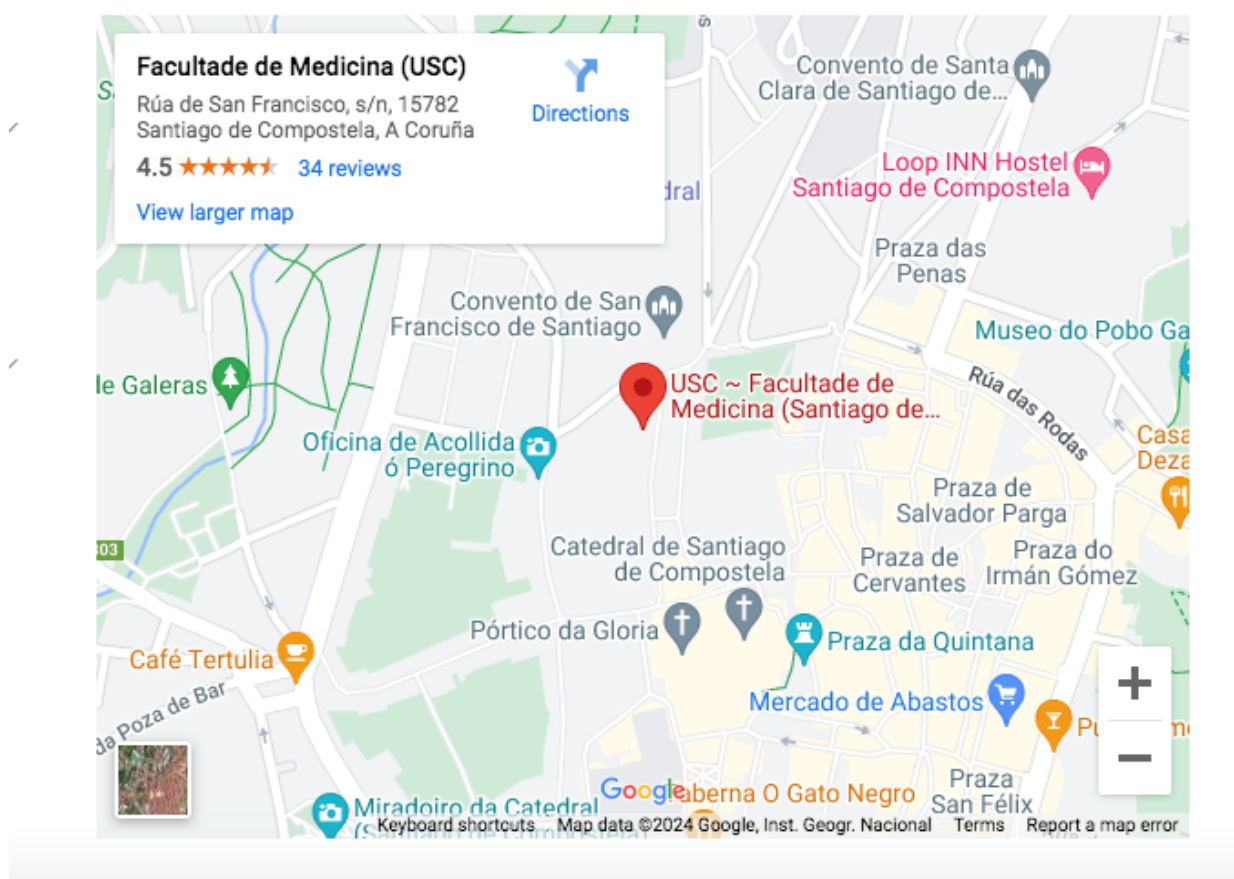 Facultade de Medicina (USC)
Rúa de San Francisco, s/n, 15782
Santiago de Compostela, A Coruña
4.5
34 reviews
View larger map
Directions
Convento de Santa
Clara de Santiago de...
Loop INN Hostel
Santiago de Compostela
dral
Praza das
Penas
Convento de San
Francisco de Santiago
Museo do Pobo Ga
de Galeras
USC ~ Facultade de
Medicina (Santiago de...
Rúa das Rodas
Oficina de Acollida
ó Peregrino
Casa
Deza
Praza de
Salvador Parga
303
Catedral de Santiago
de Compostela
Praza de
Cervantes
Praza do
Irmán Gómez
Pórtico da Gloria
Praza da Quintana
Café Tertulia
da Poza de Bar
Mercado de Abastos
Pu
Google
aberna O Gato Negro
Praza
San Félix
Miradoiro da Catedral
Keyboard shortcuts
Map data ©2024 Google, Inst. Geogr. Nacional
Terms
Report a map error